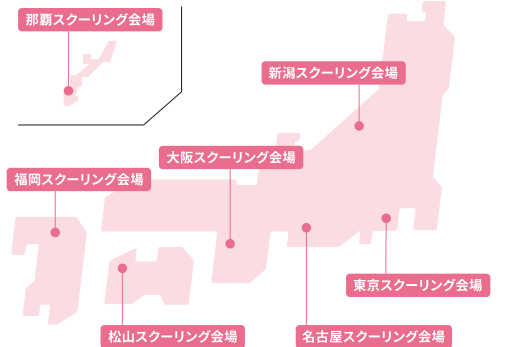 那覇スクーリング会場
新潟スクーリング会場
大阪スクーリング会場
福岡スクーリング会場
東京スクーリング会場
松山スクーリング会場
名古屋スクーリング会場